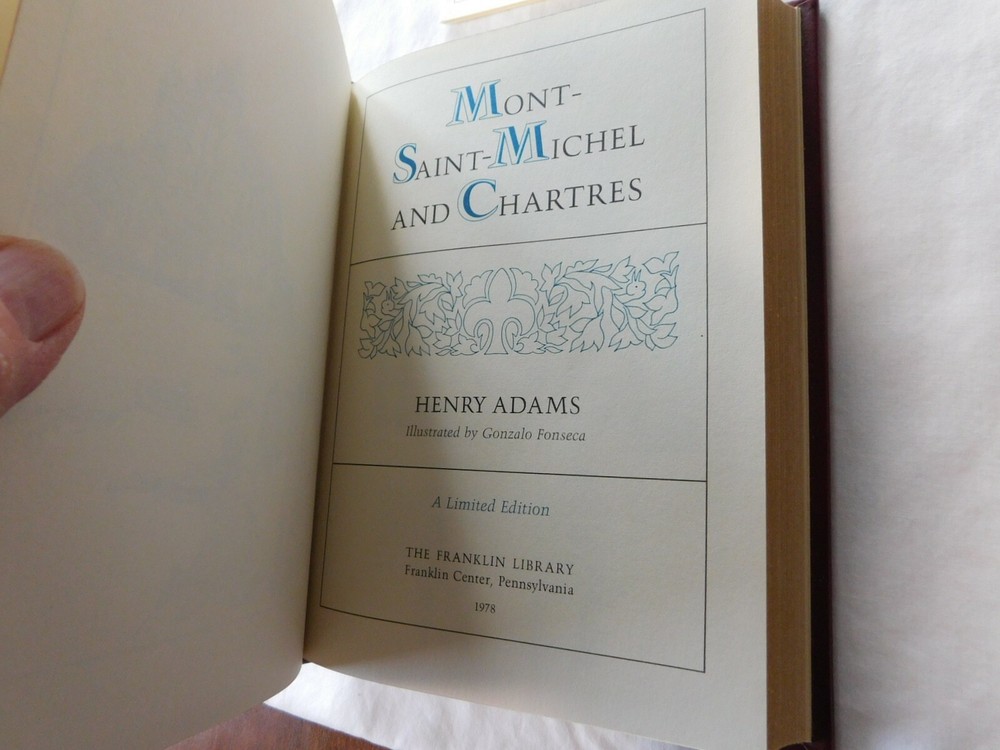 MONT-
SAINT-MICHEL
AND CHARTRES
HENRY ADAMS
Illustrated by Gonzalo Fonseca
A Limited Edition
THE FRANKLIN LIBRARY
Franklin Center, Pennsylvania
1978